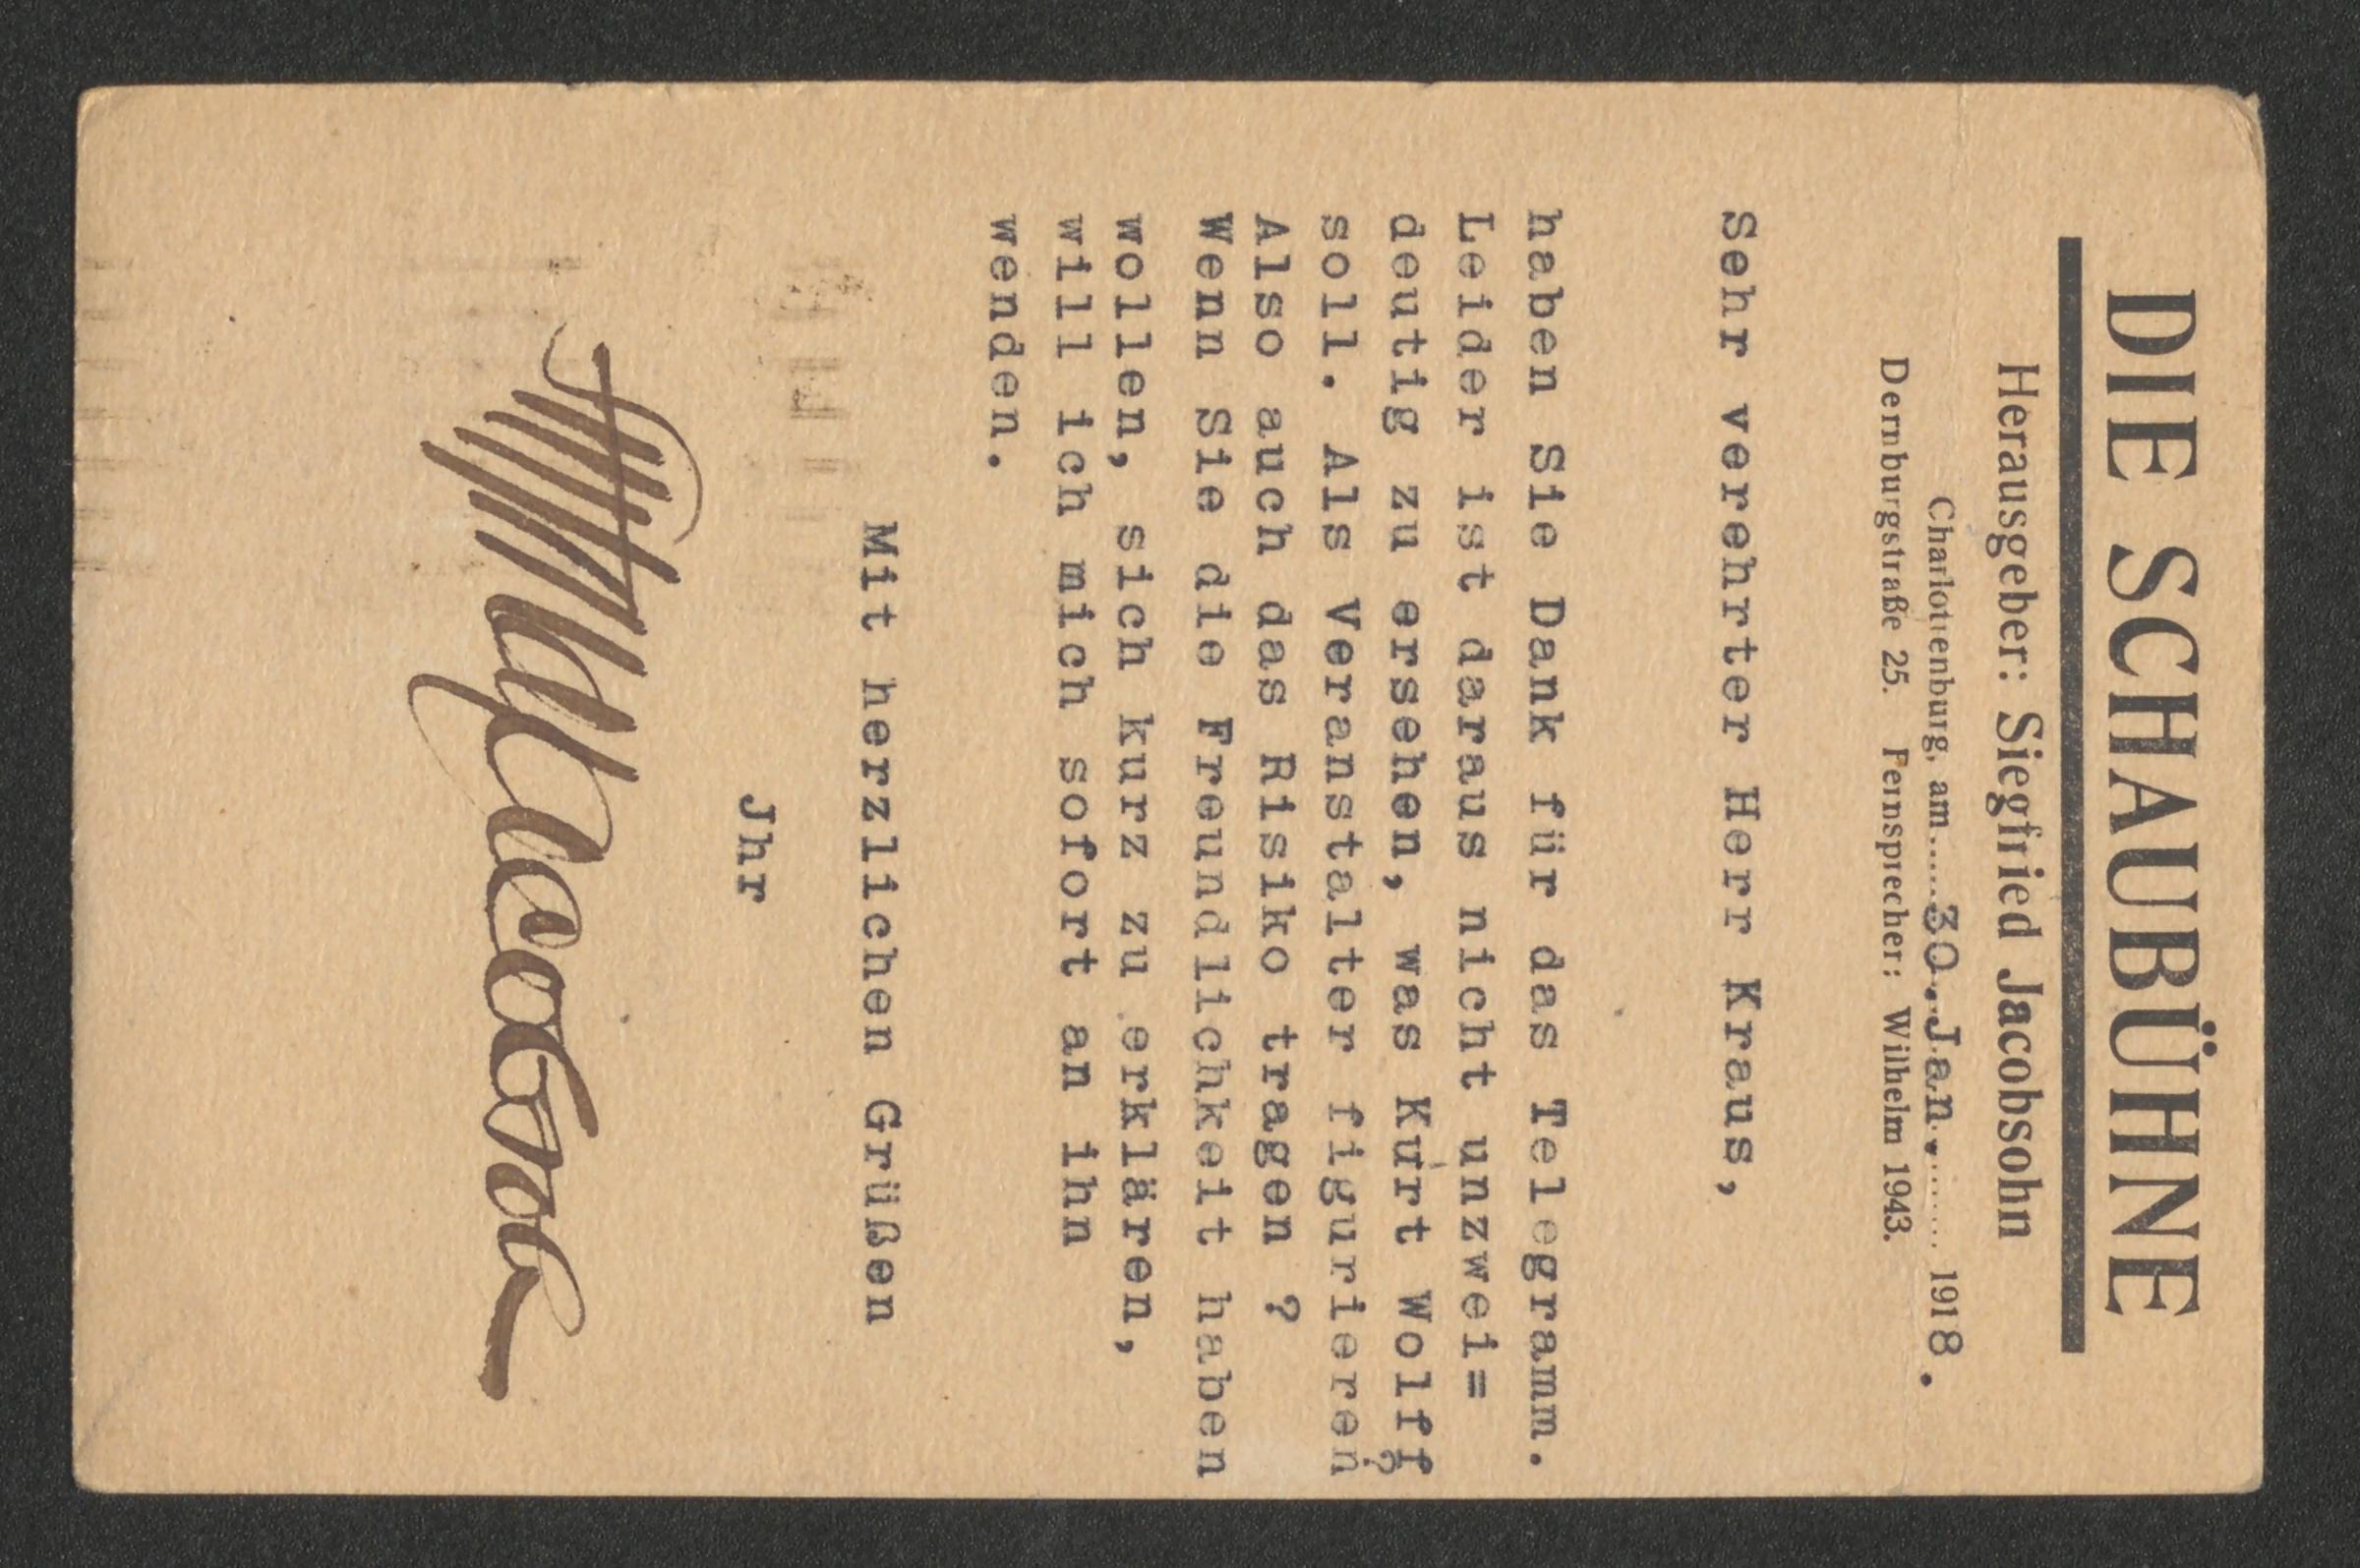 DIE SCHAUBÜHNE
Herausgeber: Siegfried Jacobsohn
Charlottenburg, am 30. Jan. 1918.
Dernburgstraße 25. Fernsprecher: Wilhelm 1943.
Sehr verehrter Herr Kraus,
haben Sie Dank für das Telegramm.
Leider ist daraus nicht unzwei=
deutig zu ersehen, was Kurt Wolff
soll. Als Veranstalter figurieren?
Also auch das Risiko tragen ?
Wenn Sie die Freundlichkeit haben
wollen, sich kurz zu erklären,
will ich mich sofort an ihn
wenden.
Mit herzlichen Grüßen
Jhr